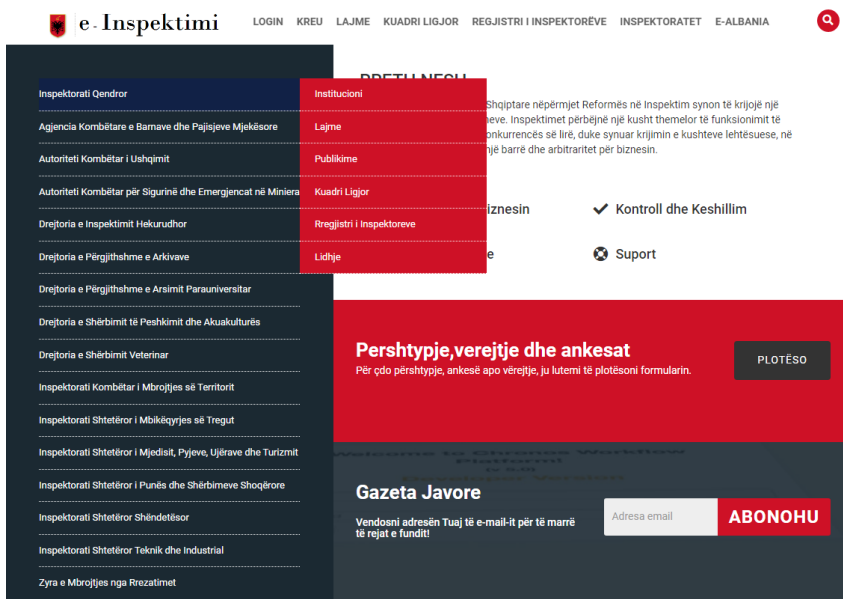 e - Inspektimi
LOGIN KREU LAJME KUADRI LIGJOR REGJISTRI I INSPEKTORËVE INSPEKTORATET E-ALBANIA
Inspektorati Qendror
Agjencia Kombëtare e Barnave dhe Pajisjeve Mjekësore
Autoriteti Kombëtar i Ushqimit
Autoriteti Kombëtar për Sigurinë dhe Emergjencat në Miniera
Drejtoria e Inspektimit Hekurudhor
Drejtoria e Përgjithshme e Arkivave
Drejtoria e Përgjithshme e Arsimit Parauniversitar
Drejtoria e Shërbimit të Peshkimit dhe Akuakulturës
Drejtoria e Shërbimit Veterinar
Inspektorati Kombëtar i Mbrojtjes së Territorit
Inspektorati Shtetëror i Mbikëqyrjes së Tregut
Inspektorati Shtetëror i Mjedisit, Pyjeve, Ujërave dhe Turizmit
Inspektorati Shtetëror i Punës dhe Shërbimeve Shoqërore
Inspektorati Shtetëror Shëndetësor
Inspektorati Shtetëror Teknik dhe Industrial
Zyra e Mbrojtjes nga Rrezatimet
Institucioni
Lajme
Publikime
Kuadri Ligjor
Rregjistri i Inspektoreve
Lidhje
Shqiptare nëpërmjet Reformës në Inspektim synon të krijojë një
Inspektimet përbëjnë një kusht themelor të funksionimit të
onkurrencës së lirë, duke synuar krijimin e kushteve lehtësuese, në
një barrë dhe arbitraritet për biznesin.
iznesin
Kontroll dhe Keshillim
e
Suport
Pershtypje,verejtje dhe ankesat
Për çdo përshtypje, ankesë apo vërejtje, ju lutemi të plotësoni formularin.
PLOTËSO
Welcome to Chronos Workflow
Platform!
Developer Version
Gazeta Javore
Vendosni adresën Tuaj të e-mail-it për të marrë
të rejat e fundit!
Adresa email
ABONOHU